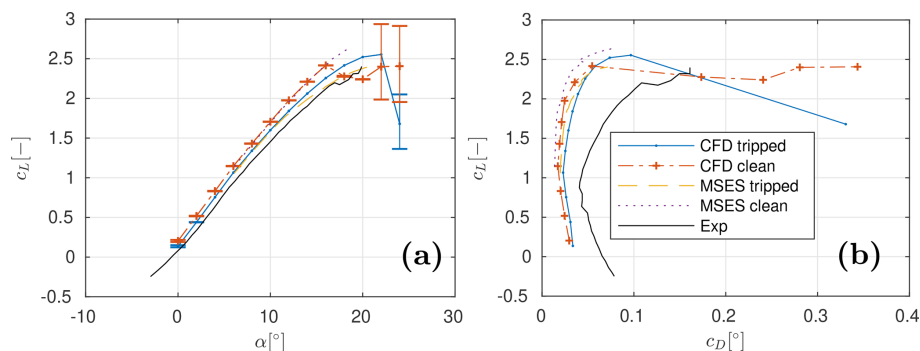 3
2.5
2
1.5
1
0.5
0
-0.5
c_L[−]
-10
0
10
20
30
α[°]
(a)
3
2.5
2
1.5
1
0.5
0
-0.5
c_L[−]
CFD tripped
CFD clean
MSES tripped
MSES clean
Exp
(b)
0
0.1
0.2
0.3
0.4
c_D[°]